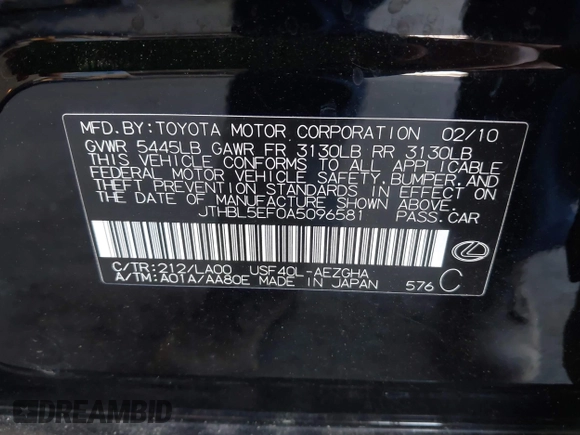 MFD.BY:TOYOTA MOTOR CORPORATION 02/10
GVWR 5445LB GAWR FR 3130LB RR 3130LB
THIS VEHICLE CONFORMS TO ALL APPLICABLE
FEDERAL MOTOR VEHICLE SAFETY,BUMPER,AND
THEFT PREVENTION STANDARDS IN EFFECT ON
THE DATE OF MANUFACTURE SHOWN ABOVE.
JTHBL5EF0A5096581 PASS.CAR
C/TR:212/LA00 USF40L-AEZGHA C
A/TM:A01A/AA80E MADE IN JAPAN 576
DREAMBID